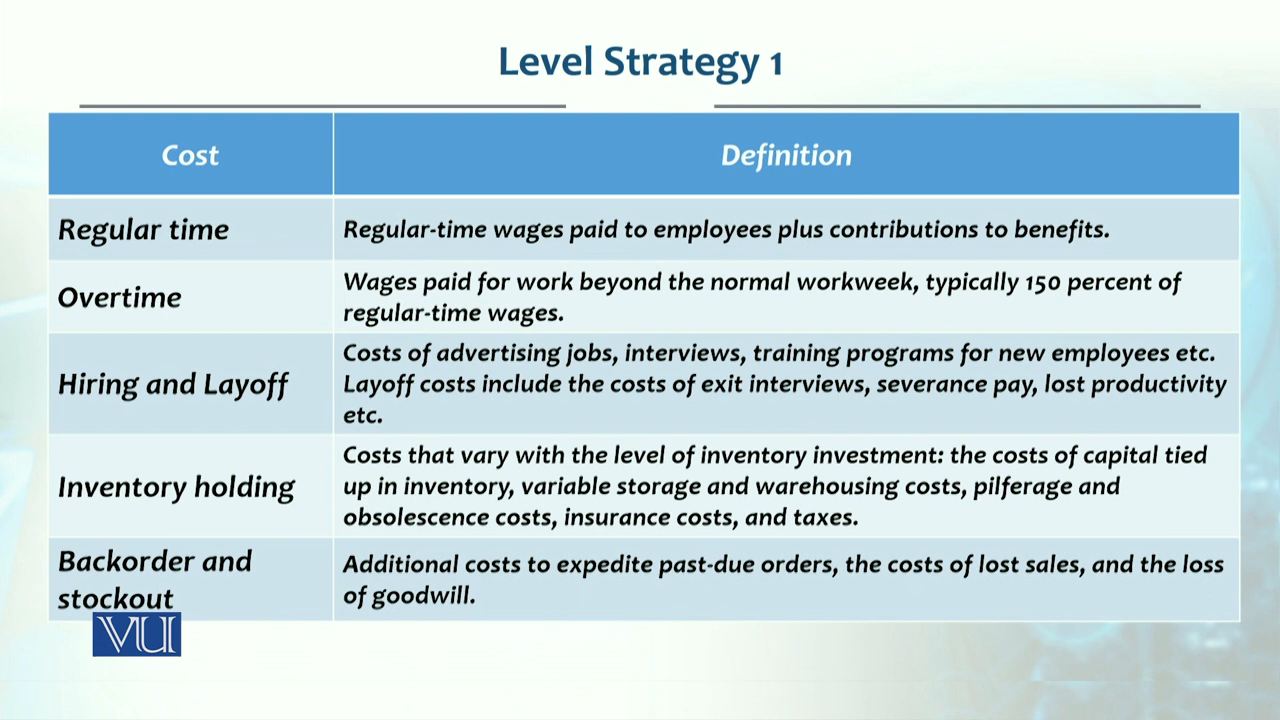 Level Strategy 1
Cost
Definition
Regular time
Regular-time wages paid to employees plus contributions to benefits.
Overtime
Wages paid for work beyond the normal workweek, typically 150 percent of
regular-time wages.
Hiring and Layoff
Costs of advertising jobs, interviews, training programs for new employees etc.
Layoff costs include the costs of exit interviews, severance pay, lost productivity
etc.
Inventory holding
Costs that vary with the level of inventory investment: the costs of capital tied
up in inventory, variable storage and warehousing costs, pilferage and
obsolescence costs, insurance costs, and taxes.
Backorder and
stockout
Additional costs to expedite past-due orders, the costs of lost sales, and the loss
of goodwill.
VU